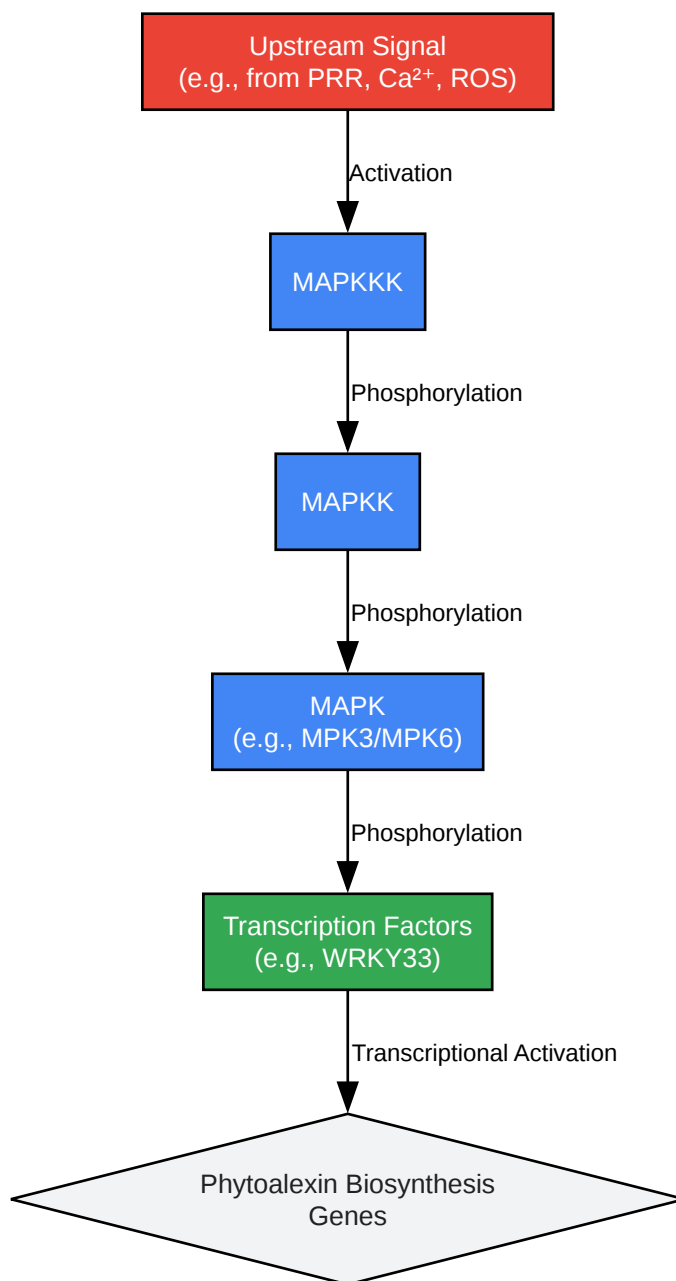 Upstream Signal
(e.g., from PRR, Ca²⁺, ROS)
Activation
MAPKKK
Phosphorylation
MAPKK
Phosphorylation
MAPK
(e.g., MPK3/MPK6)
Phosphorylation
Transcription Factors
(e.g., WRKY33)
Transcriptional Activation
Phytoalexin Biosynthesis
Genes